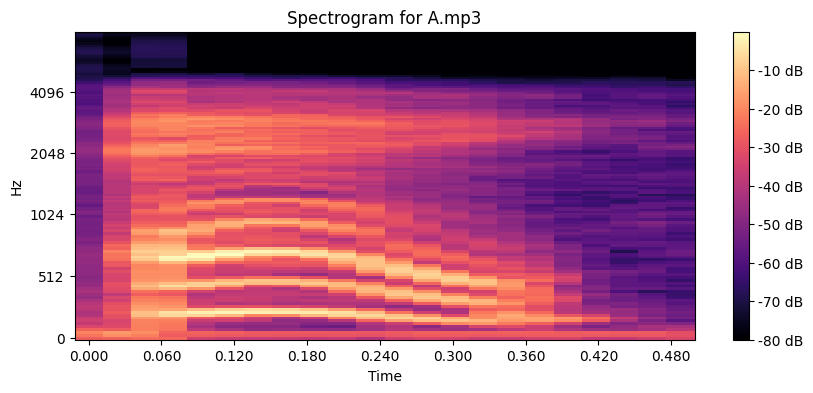 Spectrogram for A.mp3
Hz
4096
2048
1024
512
0
0.000 0.060 0.120 0.180 0.240 0.300 0.360 0.420 0.480
Time
-10 dB
-20 dB
-30 dB
-40 dB
-50 dB
-60 dB
-70 dB
-80 dB